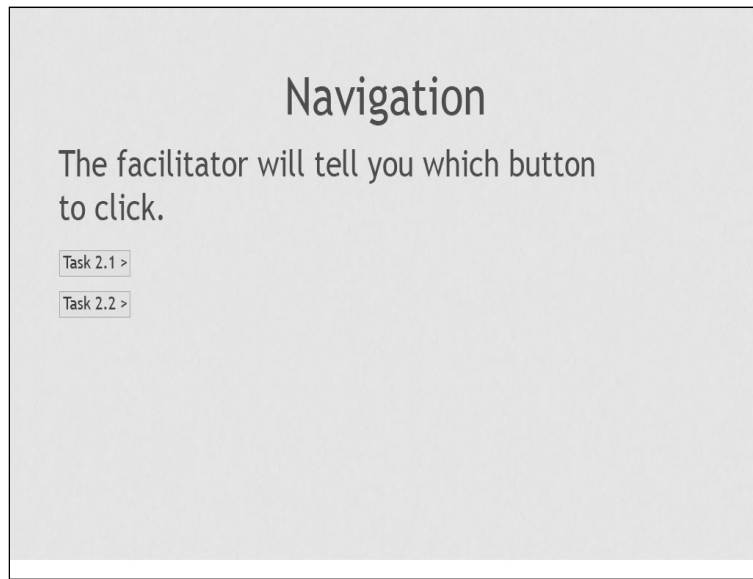 Navigation
The facilitator will tell you which button
to click.
Task 2.1 >
Task 2.2 >